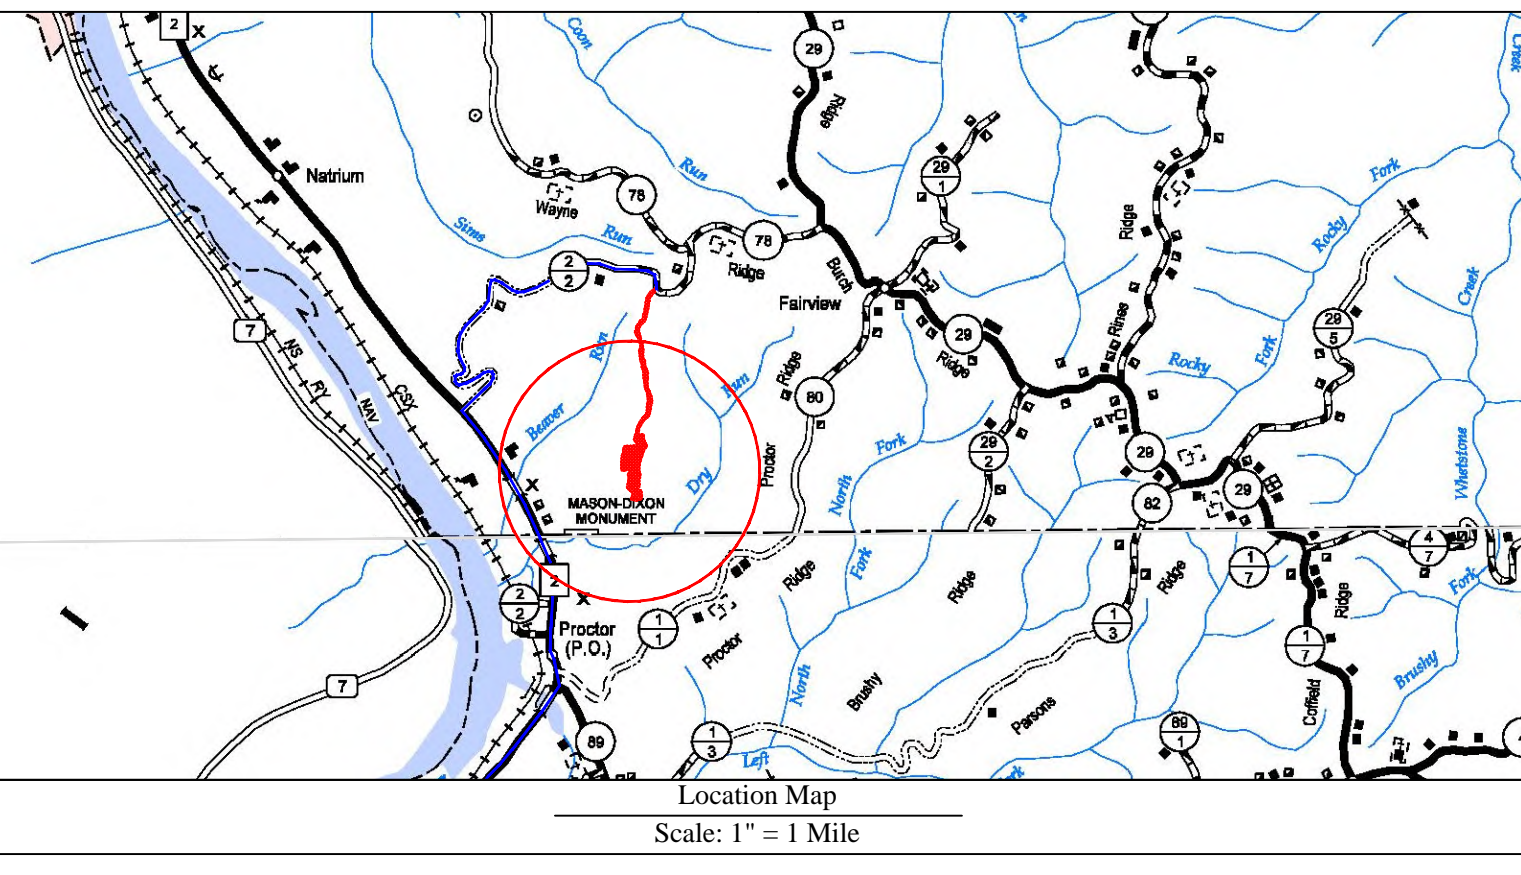 2
Coon
29
Creek
Natrium
Ridge
Run
29
1
Fork
78
Wayne
Sims
Run
78
Ridge
2
2
Burch
Fairview
Ridge
Rocky
Creek
7
NS
RY
NAV
CSX
Run
Run
Ridge
80
29
Ridge
Rines
Rocky
Fork
29
5
Beaver
Dry
Proctor
North
Fork
29
2
29
29
82
Whetstone
MASON-DIXON
MONUMENT
2
2
2
Proctor
(P.O.)
1
1
Ridge
Proctor
Fork
Ridge
Ridge
1
7
4
7
Fork
Ridge
1
3
1
7
Brushy
7
North
Brushy
Parsons
Coffield
89
1
3
Left
89
1
Location Map
Scale: 1" = 1 Mile